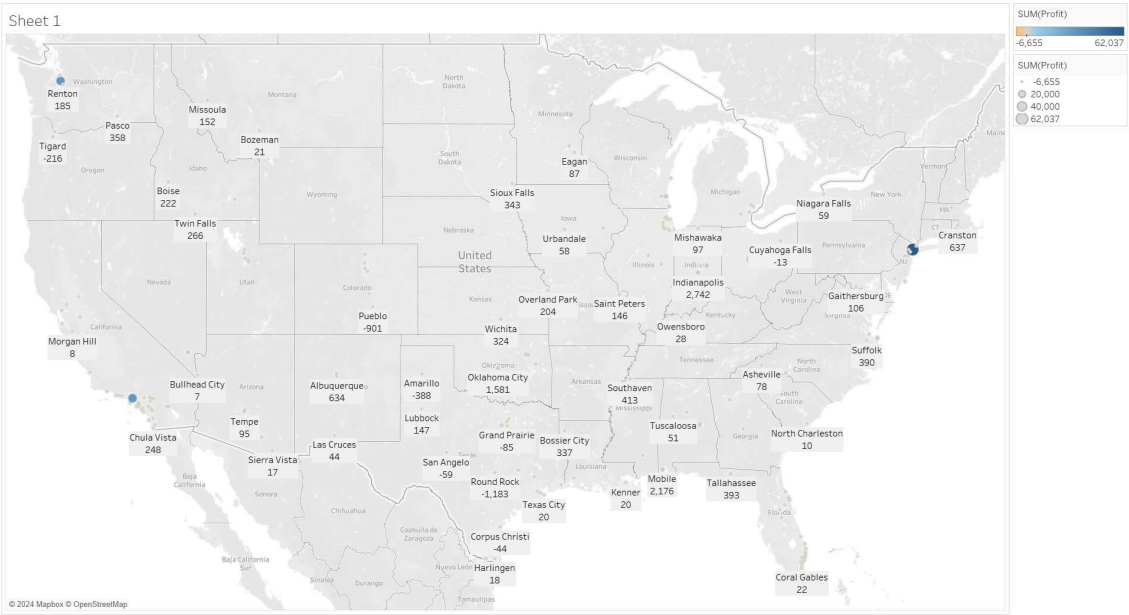 Sheet 1
SUM(Profit)
-6,655
62,037
SUM(Profit)
-6,655
20,000
40,000
62,037
Washington
Renton
185
Montana
North
Dakota
Minnesota
Maine
Missoula
152
Pasco
358
Tigard
-216
Bozeman
21
Oregon
Idaho
South
Dakota
Eagan
87
Wisconsin
Vermont
Michigan
New York
MA
CT
Boise
222
Wyoming
Sioux Falls
343
Niagara Falls
59
Twin Falls
266
Nebraska
Iowa
Urbandale
58
Mishawaka
97
Cuyahoga Falls
-13
Pennsylvania
NJ
Cranston
637
United
States
Illinois
Indiana
Indianapolis
2,742
Nevada
Utah
Colorado
Kansas
Overland Park
204
Saint Peters
146
West
Virginia
Gaithersburg
106
Virginia
Pueblo
-901
Wichita
324
Owensboro
28
Kentucky
California
Morgan Hill
8
Suffolk
390
Tennessee
North
Carolina
Oklahoma
Oklahoma City
1,581
Asheville
78
Bullhead City
7
Arizona
Albuquerque
634
Amarillo
-388
Arkansas
Southaven
413
Mississippi
South
Carolina
Lubbock
147
Tempe
95
Tuscaloosa
51
Georgia
North Charleston
10
Chula Vista
248
Las Cruces
44
Grand Prairie
-85
Bossier City
337
Sierra Vista
17
Texas
San Angelo
-59
Louisiana
Baja
California
Sonora
Round Rock
-1,183
Kenner
20
Mobile
2,176
Tallahassee
393
Chihuahua
Texas City
20
Florida
Coahuila de
Zaragoza
Corpus Christi
-44
Baja California
Sur
Sinaloa
Durango
Nuevo León
Harlingen
18
Coral Gables
22
Tamaulipas
© 2024 Mapbox © OpenStreetMap